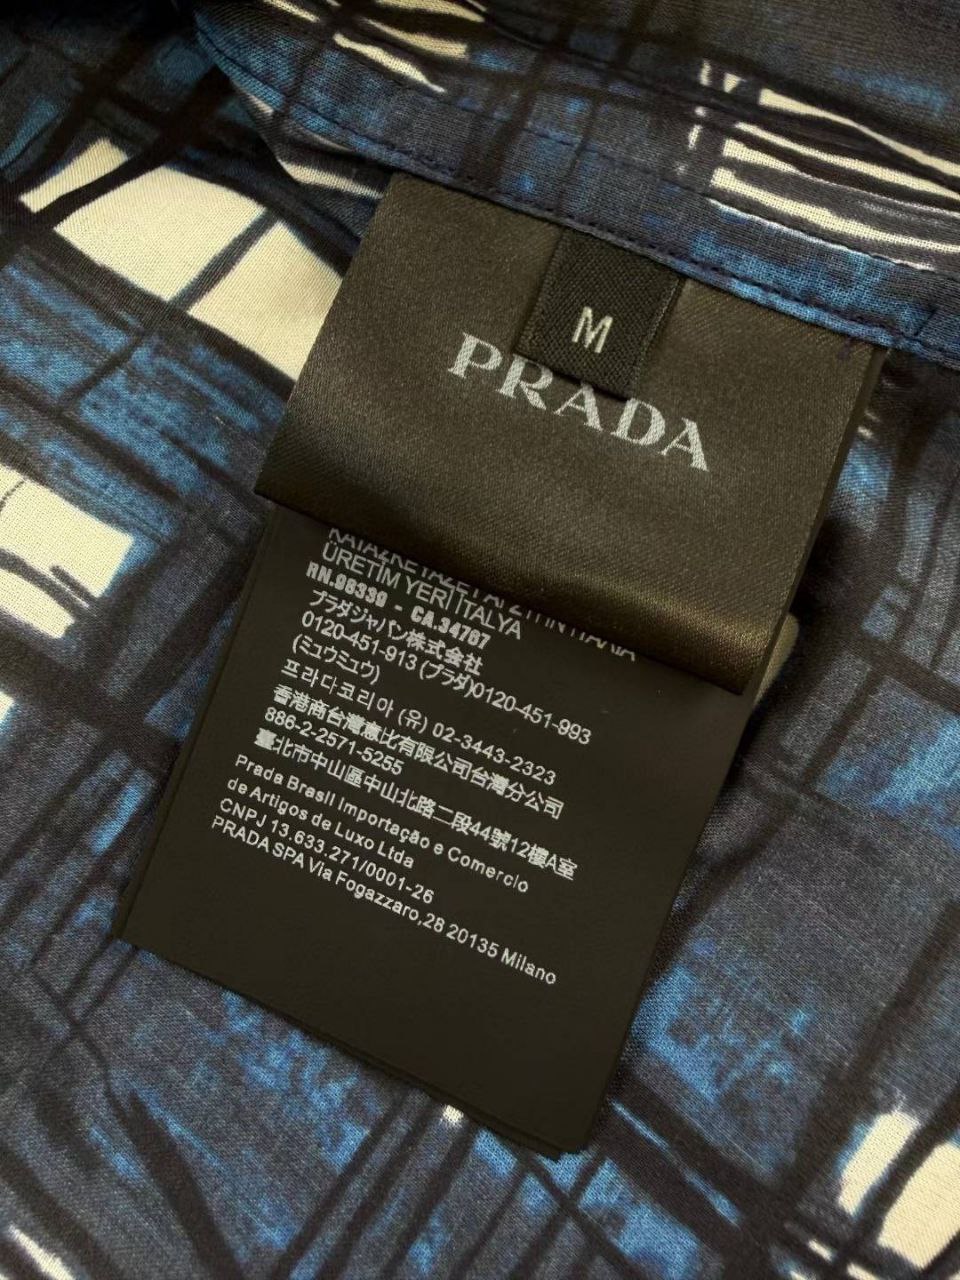 M
PRADA
ÜRETİM YERİ İTALYA
RN.96330 - CA.34767
プラダジャパン株式会社
0120-451-913 (プラダ)0120-451-993
(ミュウミュウ)
프라다코리아 (유) 02-3443-2323
香港商台灣惠比有限公司台灣分公司
886-2-2571-5255
臺北市中山區中山北路二段44號12樓A室
Prada Brasil Importação e Comercio
de Artigos de Luxo Ltda
CNPJ 13.633.271/0001-26
PRADA SPA Via Fogazzaro,28 20135 Milano